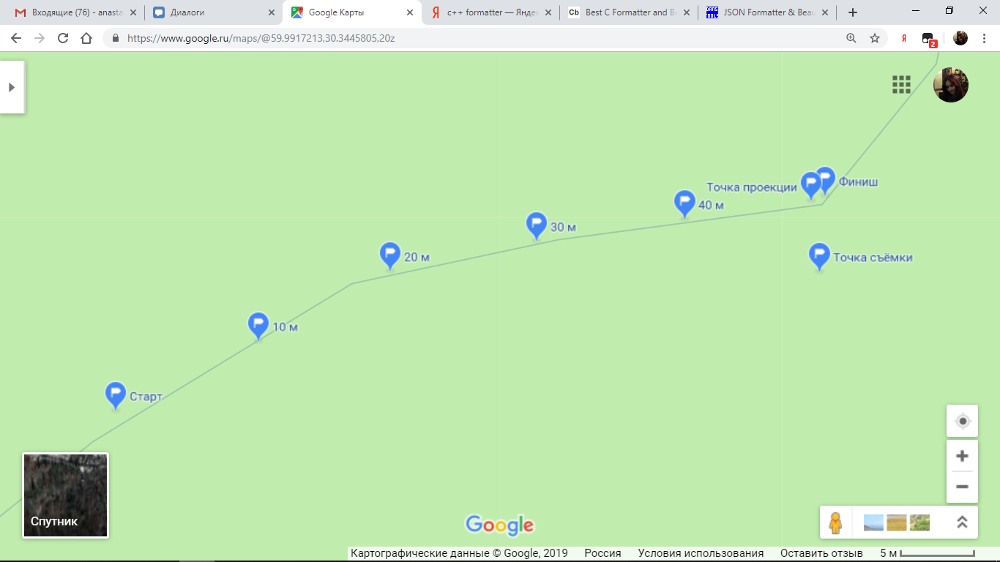 Входящие (76) - anasta
Диалоги
Google Карты
c++ formatter — Янде
Best C Formatter and Be
JSON Formatter & Beau
https://www.google.ru/maps/@59.9917213,30.3445805,20z
2
Точка проекции
Финиш
40 м
30 м
20 м
Точка съёмки
10 м
Старт
Спутник
Google
Картографические данные © Google, 2019 Россия Условия использования Оставить отзыв 5 м